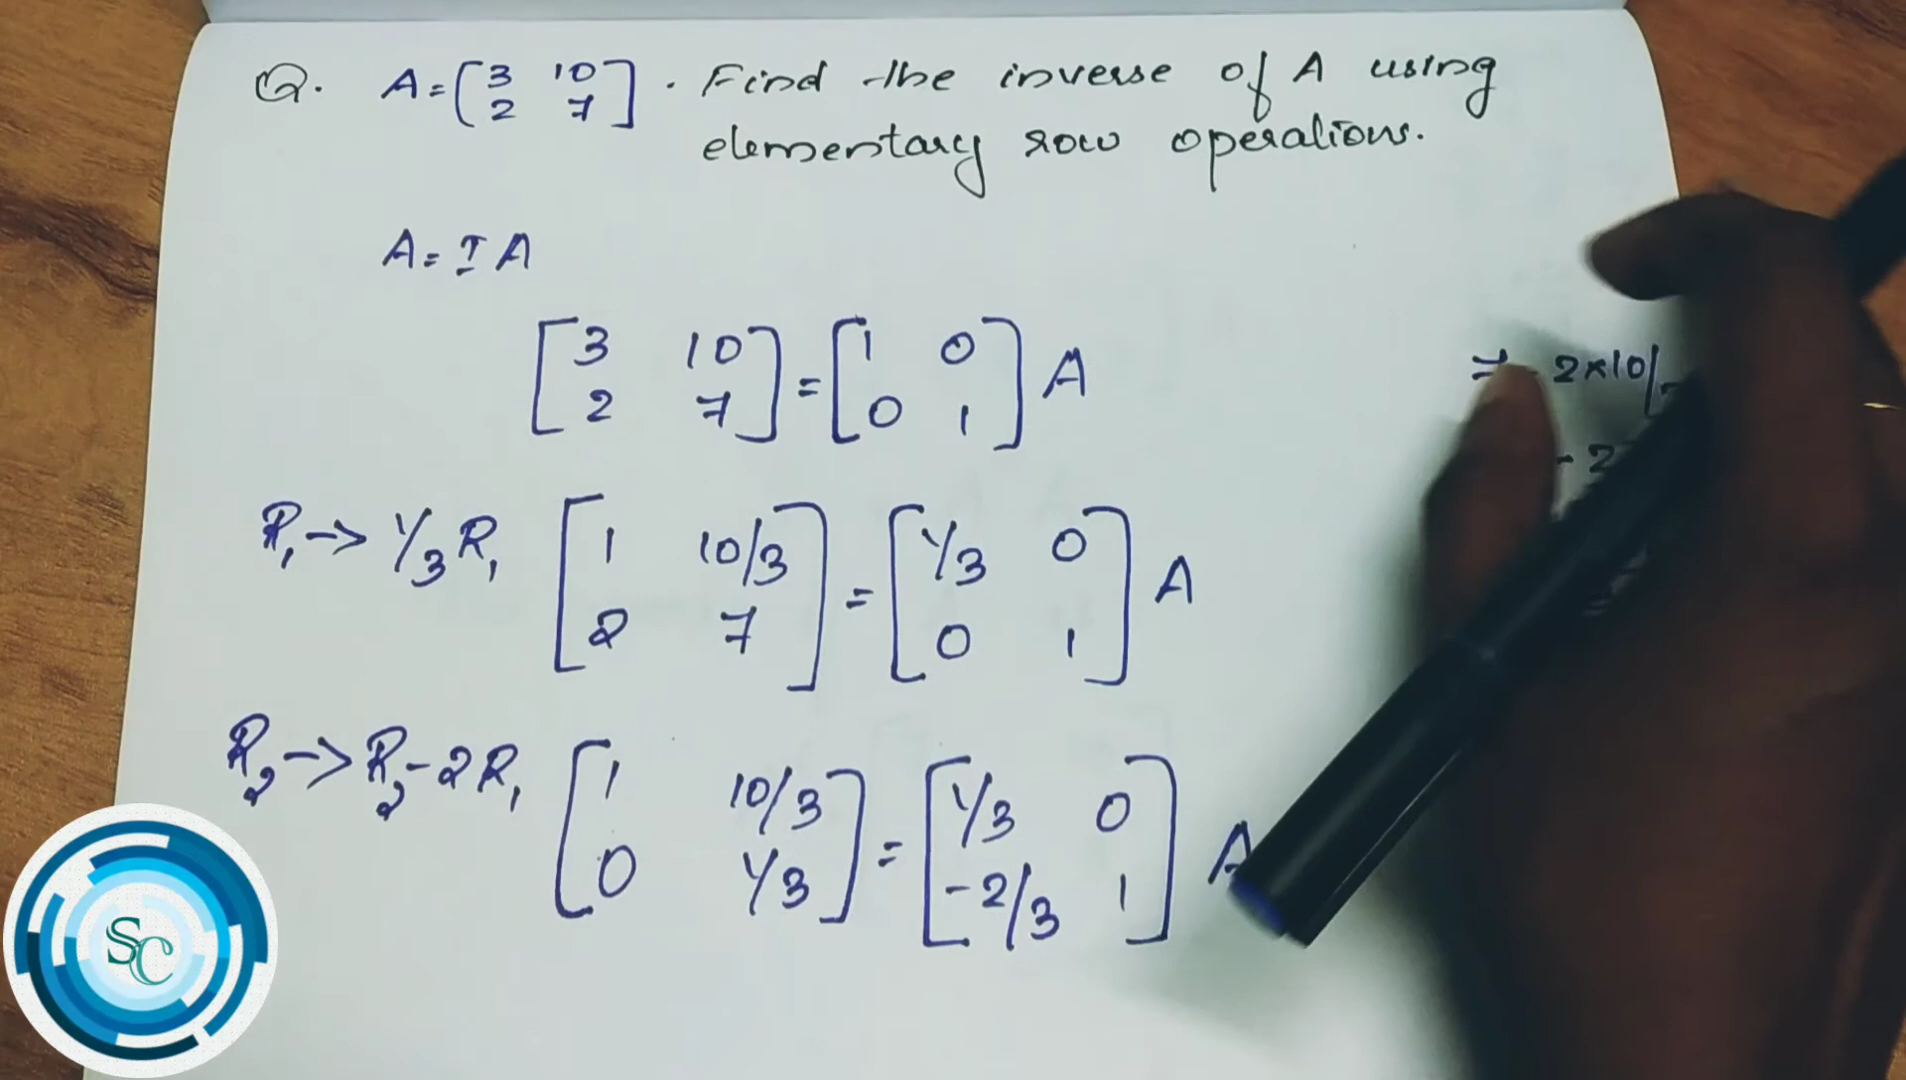 Q. A = [ 3 10 ] . Find the inverse of A using
2 7
elementary row operations.
A = I A
[ 3 10 ] = [ 1 0 ] A
2 7 0 1
7 - 2×10/
- 2
R₁ → 1/3 R₁ [ 1 10/3 ] = [ 1/3 0 ] A
2 7 0 1
R₂ → R₂ - 2R₁ [ 1 10/3 ] = [ 1/3 0 ] A
0 1/3 -2/3 1
SC